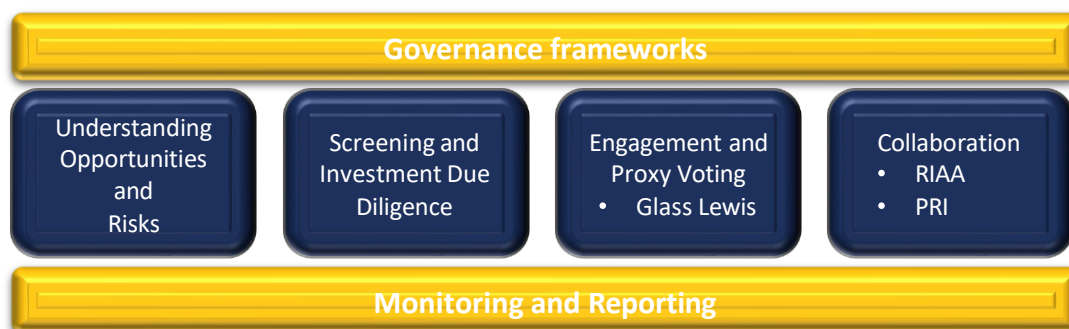 Governance frameworks
Understanding
Opportunities
and
Risks
Screening and
Investment Due
Diligence
Engagement and
Proxy Voting
• Glass Lewis
Collaboration
• RIAA
• PRI
Monitoring and Reporting